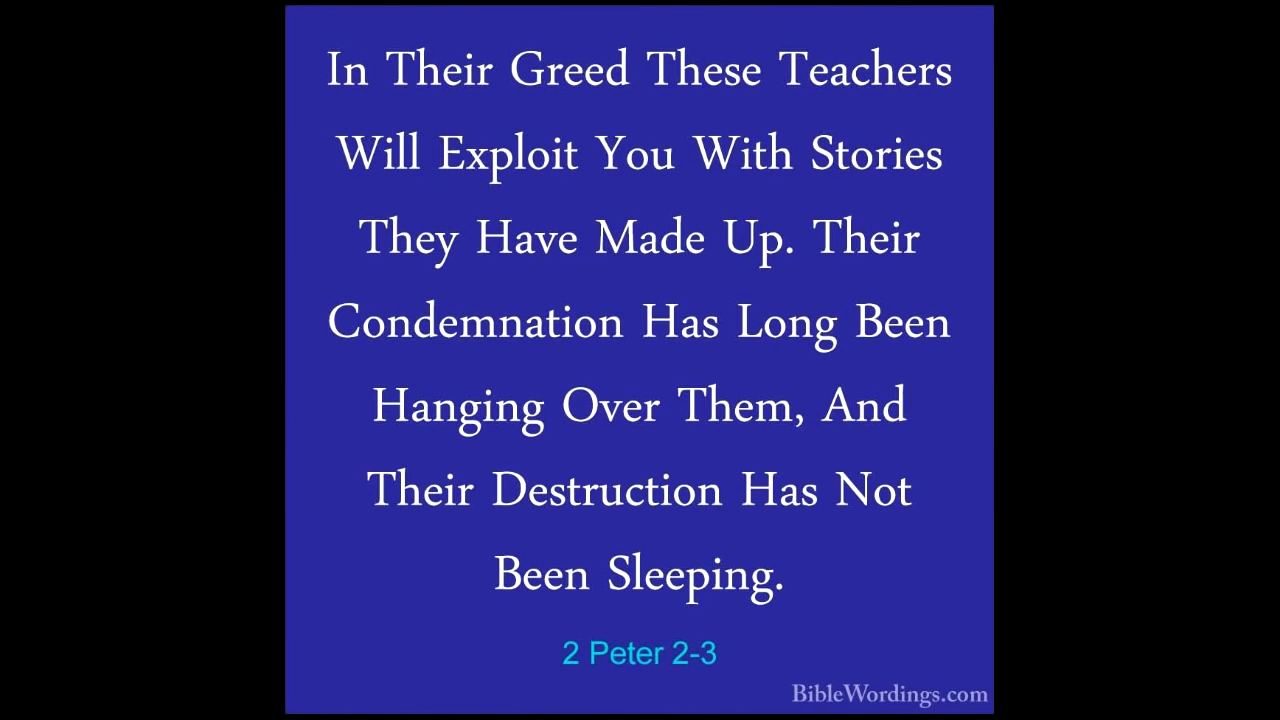 In Their Greed These Teachers
Will Exploit You With Stories
They Have Made Up. Their
Condemnation Has Long Been
Hanging Over Them, And
Their Destruction Has Not
Been Sleeping.
2 Peter 2-3
BibleWordings.com